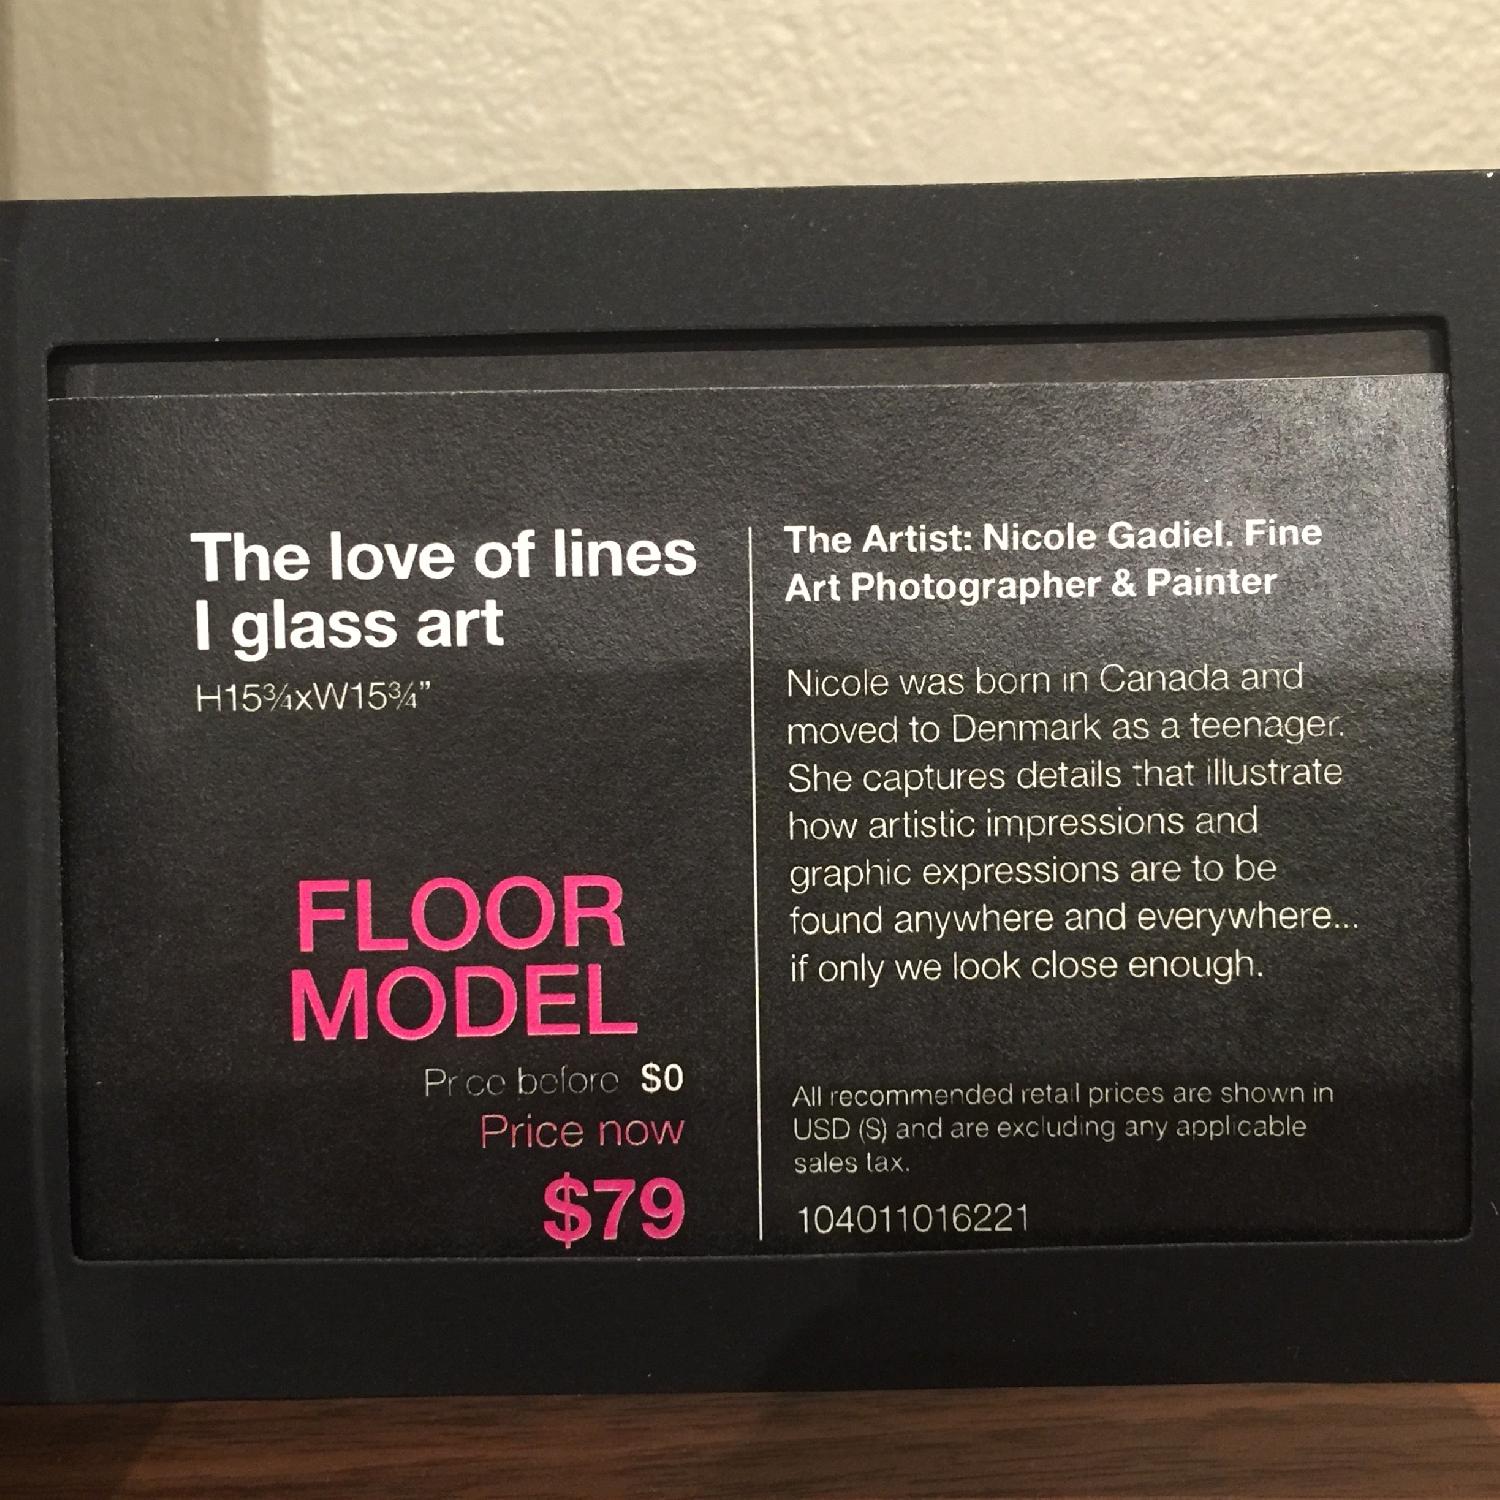 The love of lines
I glass art
H15¾xW15¾”
FLOOR
MODEL
Price before $0
Price now
$79
The Artist: Nicole Gadiel. Fine
Art Photographer & Painter
Nicole was born in Canada and
moved to Denmark as a teenager.
She captures details that illustrate
how artistic impressions and
graphic expressions are to be
found anywhere and everywhere...
if only we look close enough.
All recommended retail prices are shown in
USD ($) and are excluding any applicable
sales tax.
104011016221